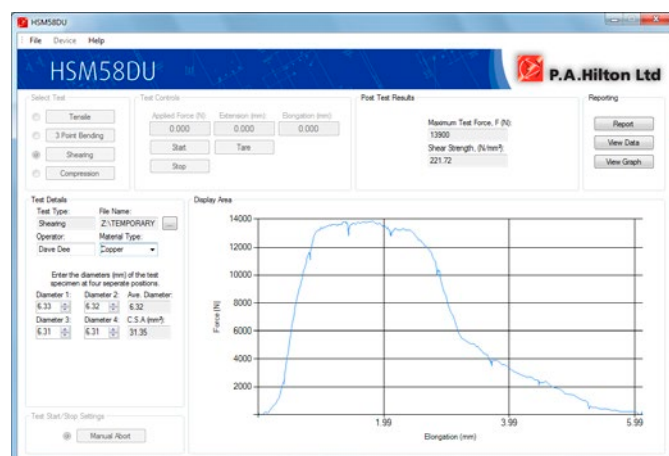 HSM58DU
File Device Help
HSM58DU
P.A.Hilton Ltd
Select Test
Tensile
3 Point Bending
Shearing
Compression
Test Controls
Applied Force (N): Extension (mm): Elongation (mm):
0.000 0.000 0.000
Start Tare
Stop
Post Test Results
Maximum Test Force, F (N):
13900
Shear Strength, (N/mm²):
221.72
Reporting
Report
View Data
View Graph
Test Details
Test Type: File Name:
Shearing Z:\TEMPORARY ...
Operator: Material Type:
Dave Dee Copper
Enter the diameters (mm) of the test
specimen at four seperate positions.
Diameter 1: Diameter 2: Ave. Diameter:
6.33 6.32 6.32
Diameter 3: Diameter 4: C.S.A (mm²):
6.31 6.31 31.35
Test Start/Stop Settings
Manual Abort
Display Area
14000
12000
10000
8000
6000
4000
2000
Force (N)
1.99 3.99 5.99
Elongation (mm)